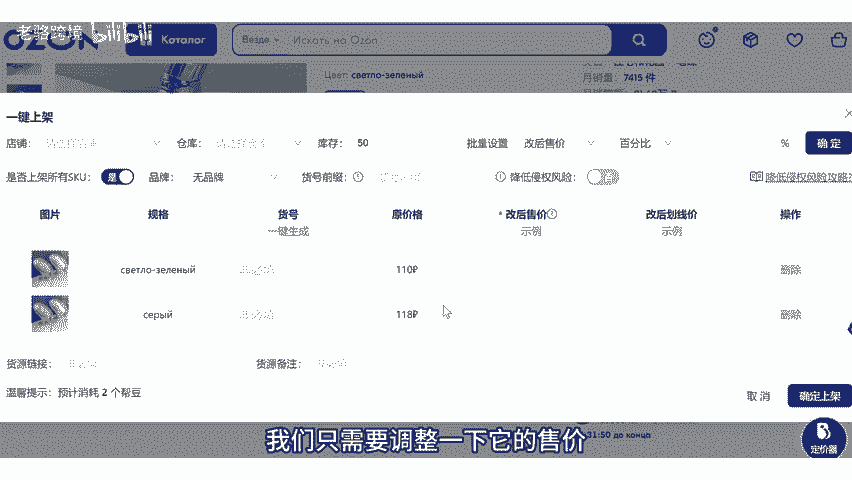 老骆跨境 bilibili
OZON Каталог Везде Искать на Ozon
Цвет: светло-зеленый
月销量: 7415 件
一键上架
店铺: 仓库: 库存: 50 批量设置 改后售价 百分比 % 确定
是否上架所有SKU: 是 品牌: 无品牌 货号前缀: 降低侵权风险: 否 降低侵权风险攻略?
图片 规格 货号 原价格 * 改后售价 改后划线价 操作
一键生成 示例 示例
светло-зеленый 110₽ 删除
серый 118₽ 删除
货源链接: 货源备注:
温馨提示: 预计消耗 2 个帮豆 取消 确定上架
我们只需要调整一下它的售价
31:50 до конца
定价器